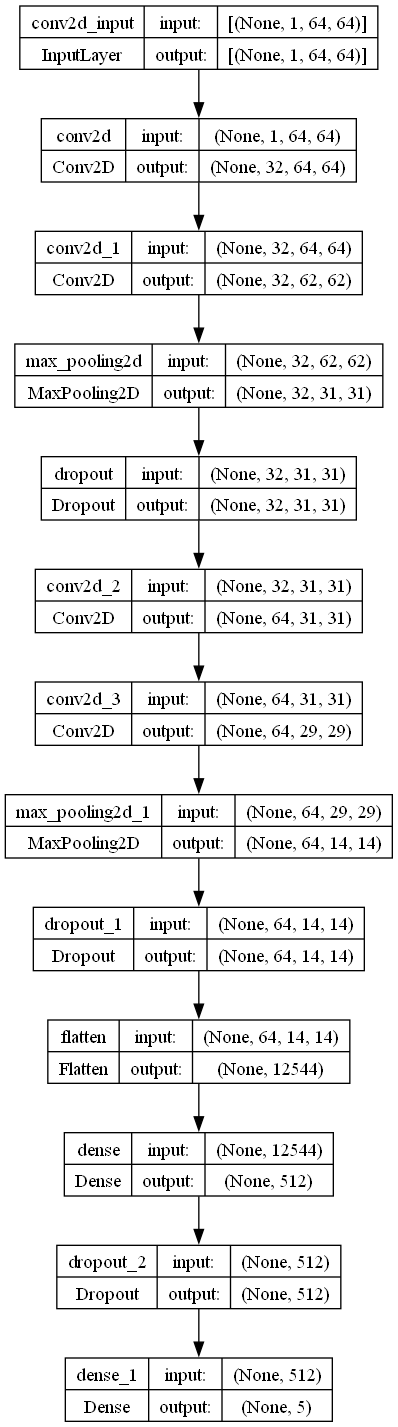 conv2d_input input: [(None, 1, 64, 64)]
InputLayer output: [(None, 1, 64, 64)]
conv2d input: (None, 1, 64, 64)
Conv2D output: (None, 32, 64, 64)
conv2d_1 input: (None, 32, 64, 64)
Conv2D output: (None, 32, 62, 62)
max_pooling2d input: (None, 32, 62, 62)
MaxPooling2D output: (None, 32, 31, 31)
dropout input: (None, 32, 31, 31)
Dropout output: (None, 32, 31, 31)
conv2d_2 input: (None, 32, 31, 31)
Conv2D output: (None, 64, 31, 31)
conv2d_3 input: (None, 64, 31, 31)
Conv2D output: (None, 64, 29, 29)
max_pooling2d_1 input: (None, 64, 29, 29)
MaxPooling2D output: (None, 64, 14, 14)
dropout_1 input: (None, 64, 14, 14)
Dropout output: (None, 64, 14, 14)
flatten input: (None, 64, 14, 14)
Flatten output: (None, 12544)
dense input: (None, 12544)
Dense output: (None, 512)
dropout_2 input: (None, 512)
Dropout output: (None, 512)
dense_1 input: (None, 512)
Dense output: (None, 5)